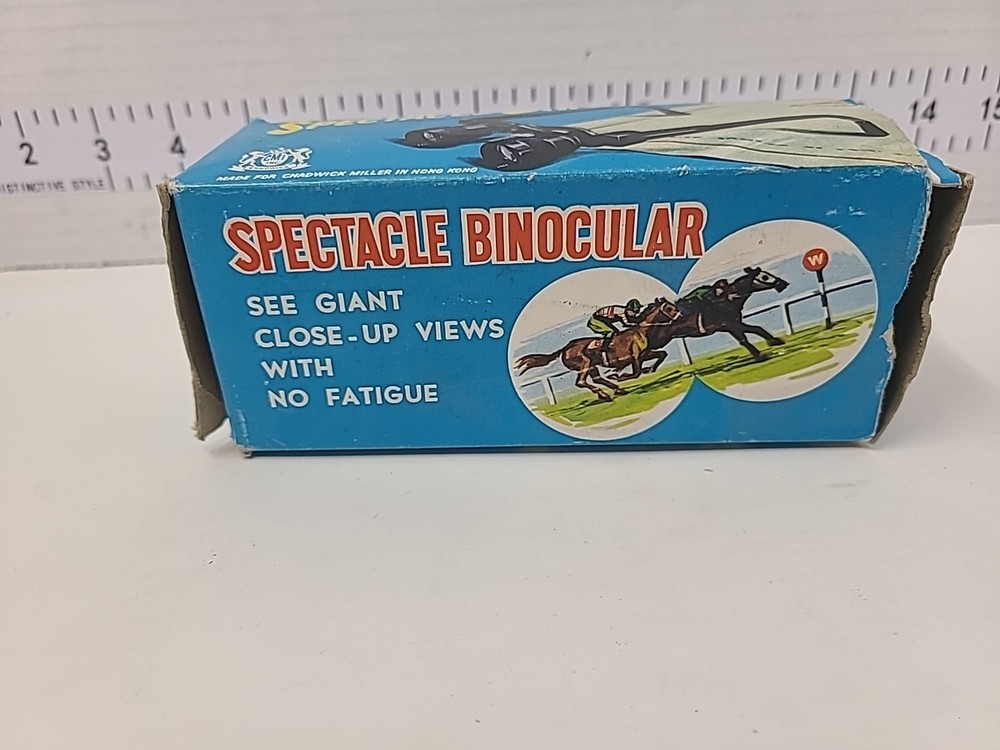 2 3 4 14 15
DISTINCTIVE STYLE
SPECTACLE
MADE FOR CHADWICK MILLER IN HONG KONG
SPECTACLE BINOCULAR
SEE GIANT
CLOSE-UP VIEWS
WITH
NO FATIGUE
W